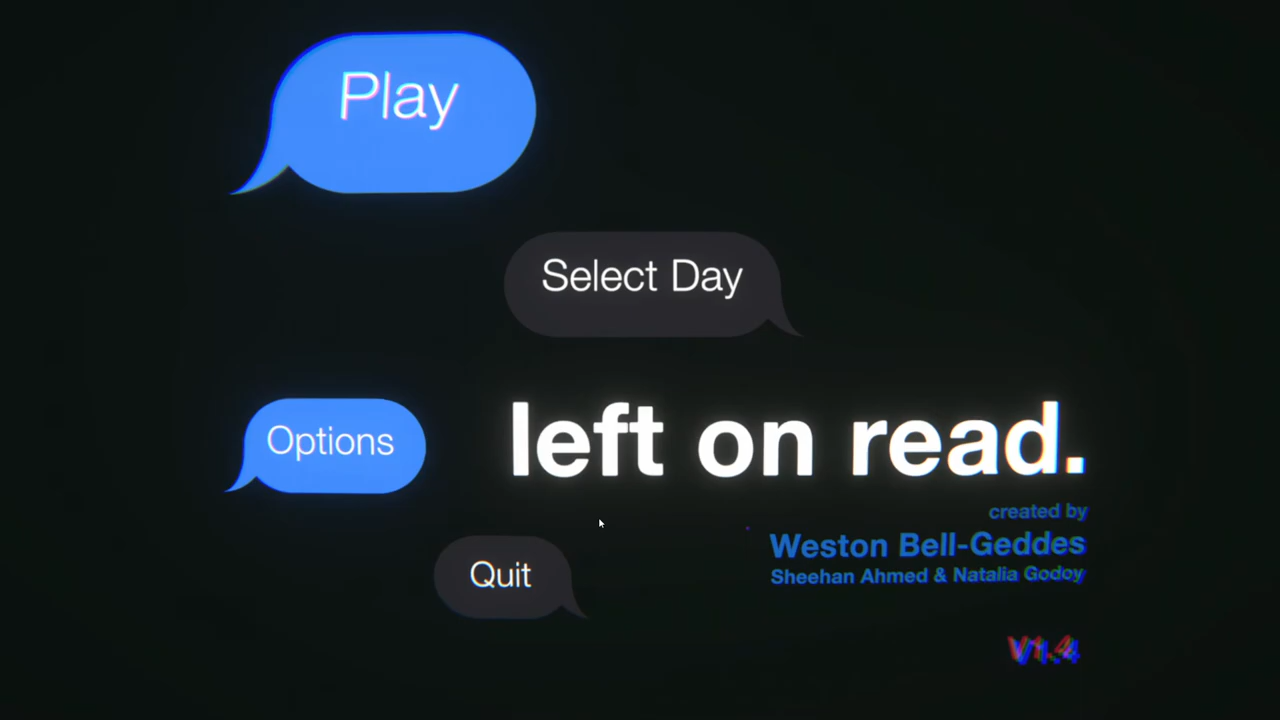 Play
Select Day
Options
left on read.
created by
Weston Bell-Geddes
Sheehan Ahmed & Natalia Godoy
Quit
V1.4